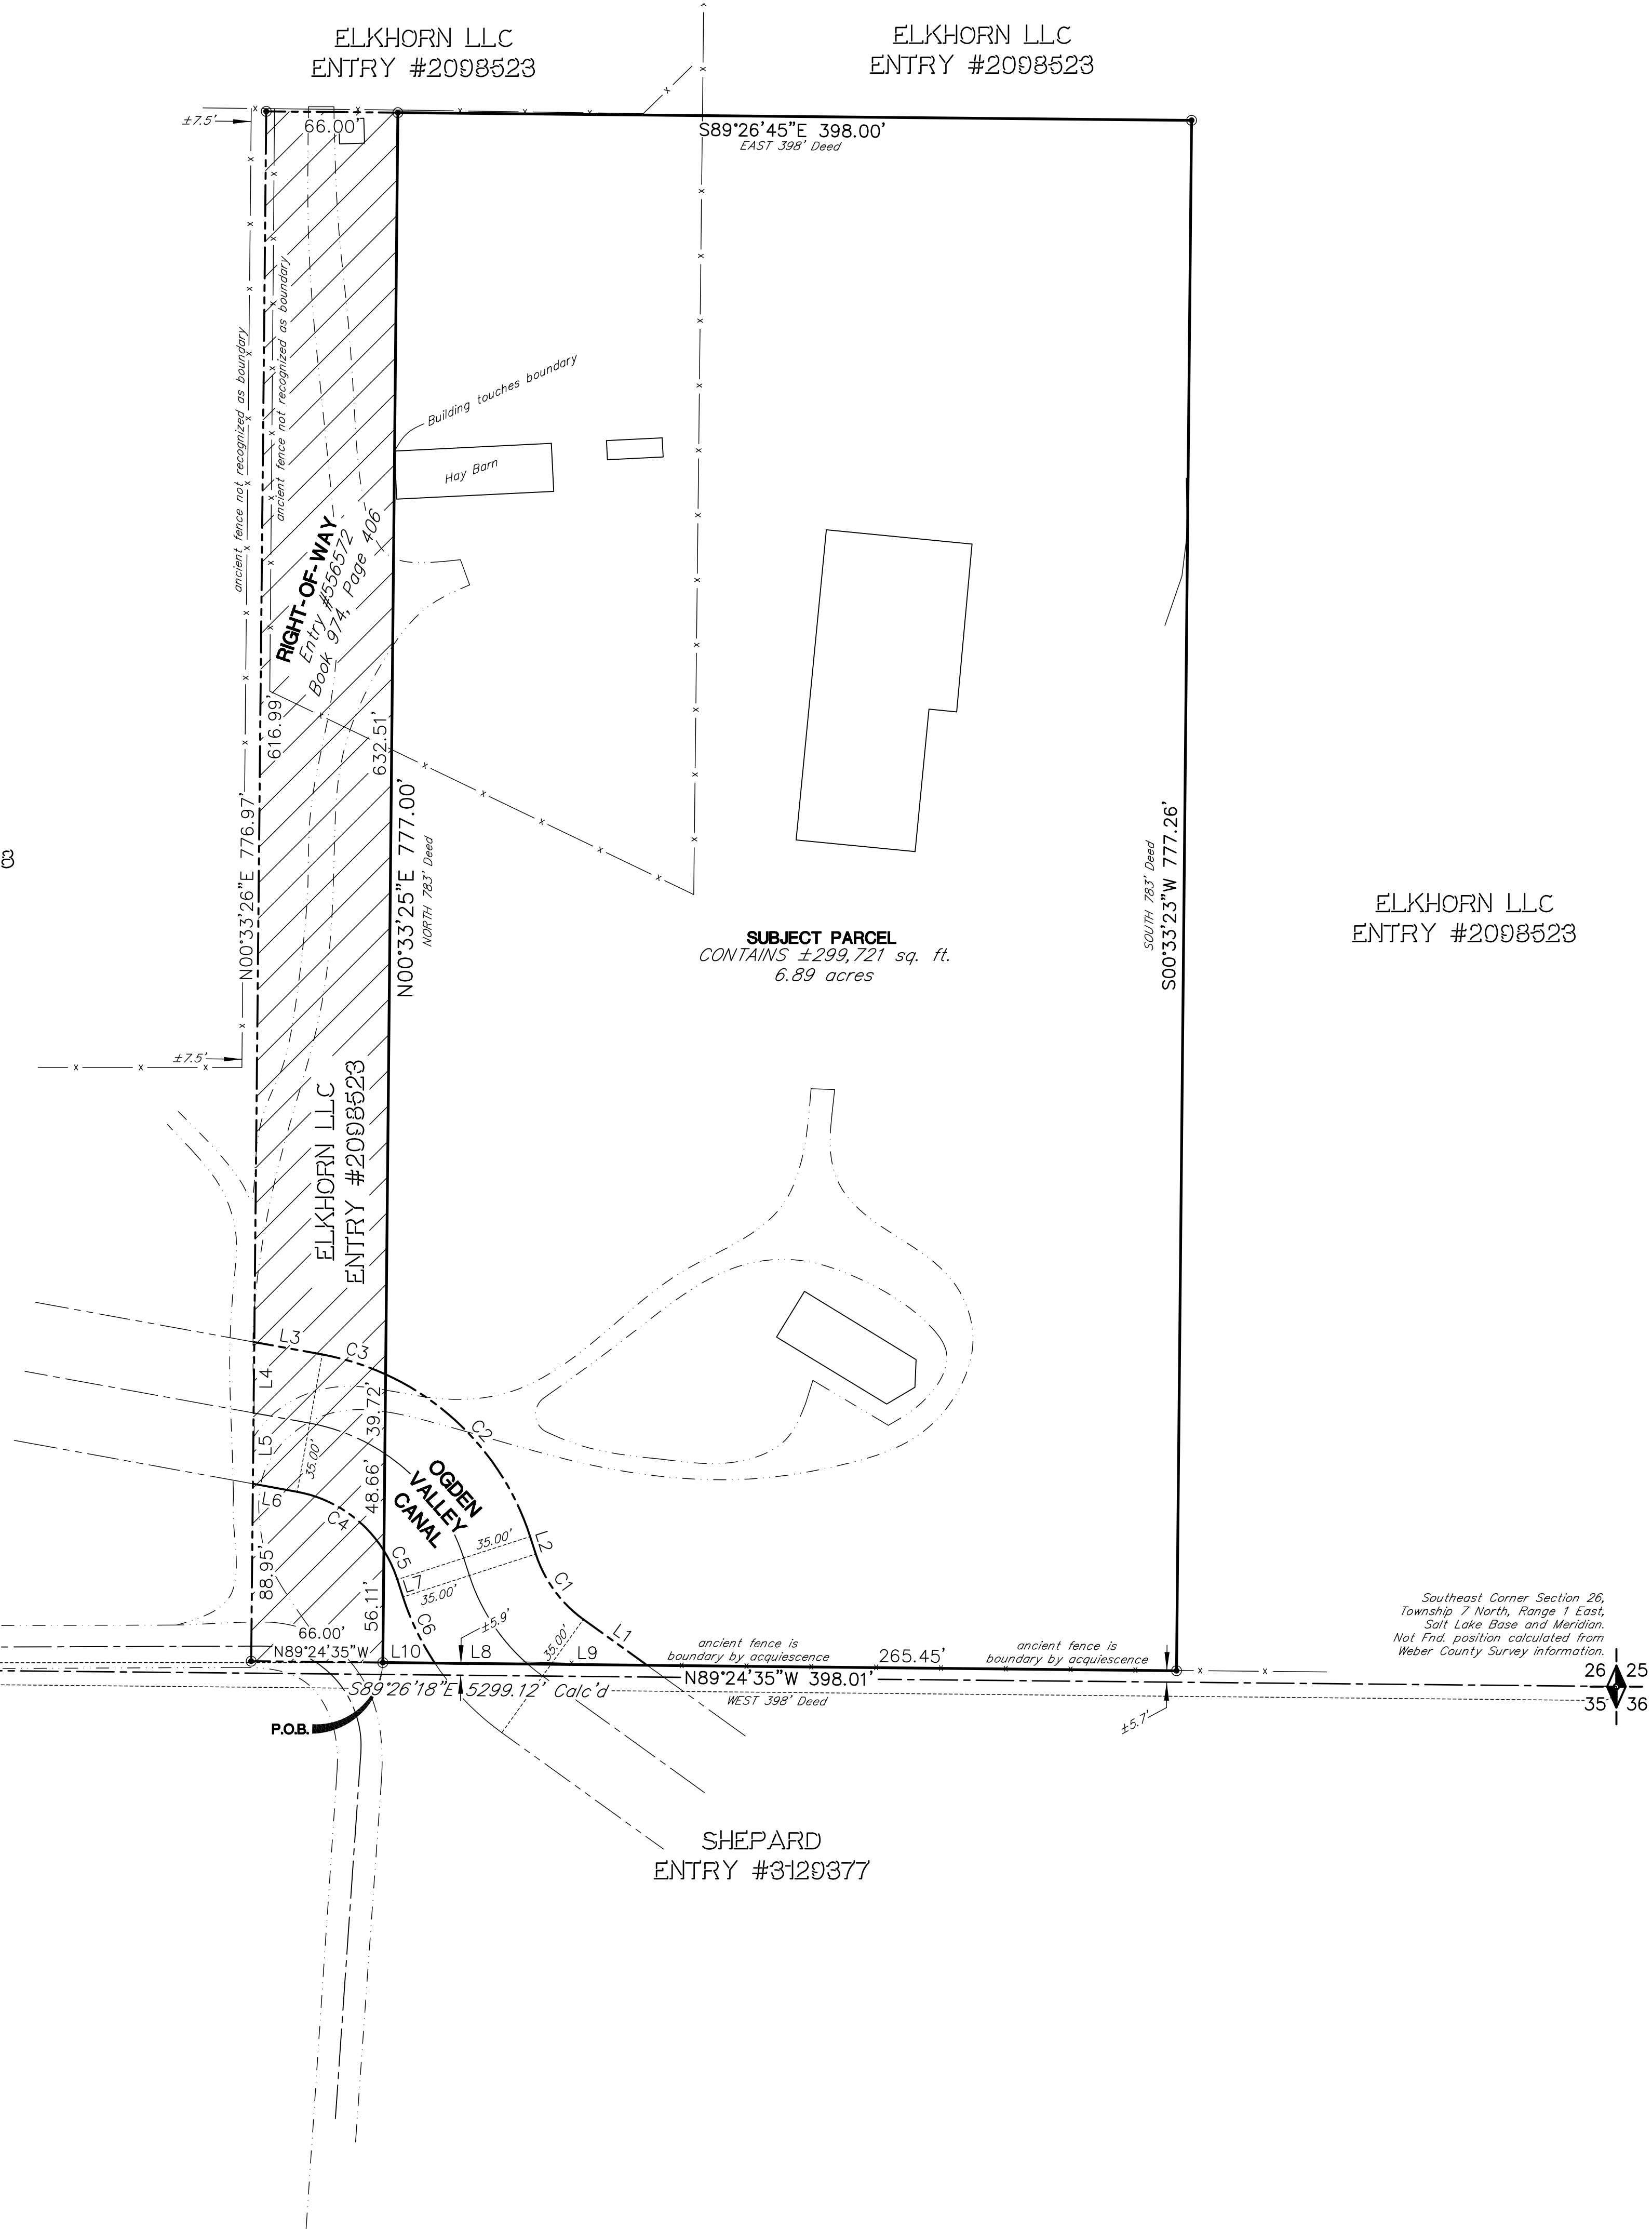 ELKHORN LLC
ENTRY #2098523
ELKHORN LLC
ENTRY #2098523
±7.5'
66.00'
S89°26'45"E 398.00'
EAST 398' Deed
ancient fence not recognized as boundary
ancient fence not recognized as boundary
Building touches boundary
Hay Barn
RIGHT-OF-WAY
Entry #556572
Book 974, Page 406
616.99'
632.51'
N00°33'26"E 776.97'
N00°33'25"E 777.00'
NORTH 783' Deed
SOUTH 783' Deed
S00°33'23"W 777.26'
8
ELKHORN LLC
ENTRY #2098523
SUBJECT PARCEL
CONTAINS ±299,721 sq. ft.
6.89 acres
±7.5'
ELKHORN LLC
ENTRY #2098523
L3
C3
L4
39.72'
C2
L5
35.00'
48.66'
OGDEN
VALLEY
CANAL
L6
C4
35.00'
L2
C5
L7
35.00'
C1
88.95'
56.11'
C6
±5.9'
35.00'
L1
66.00'
N89°24'35"W
L10
L8
L9
ancient fence is
boundary by acquiescence
265.45'
ancient fence is
boundary by acquiescence
Southeast Corner Section 26,
Township 7 North, Range 1 East,
Salt Lake Base and Meridian.
Not Fnd. position calculated from
Weber County Survey information.
26 25
35 36
N89°24'35"W 398.01'
S89°26'18"E 5299.12' Calc'd
WEST 398' Deed
±5.7'
P.O.B.
SHEPARD
ENTRY #3129377